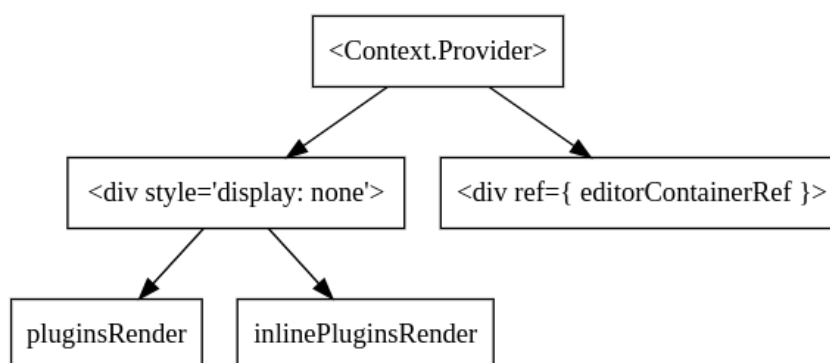 <Context.Provider>
<div style='display: none'>
<div ref={ editorContainerRef }>
pluginsRender
inlinePluginsRender